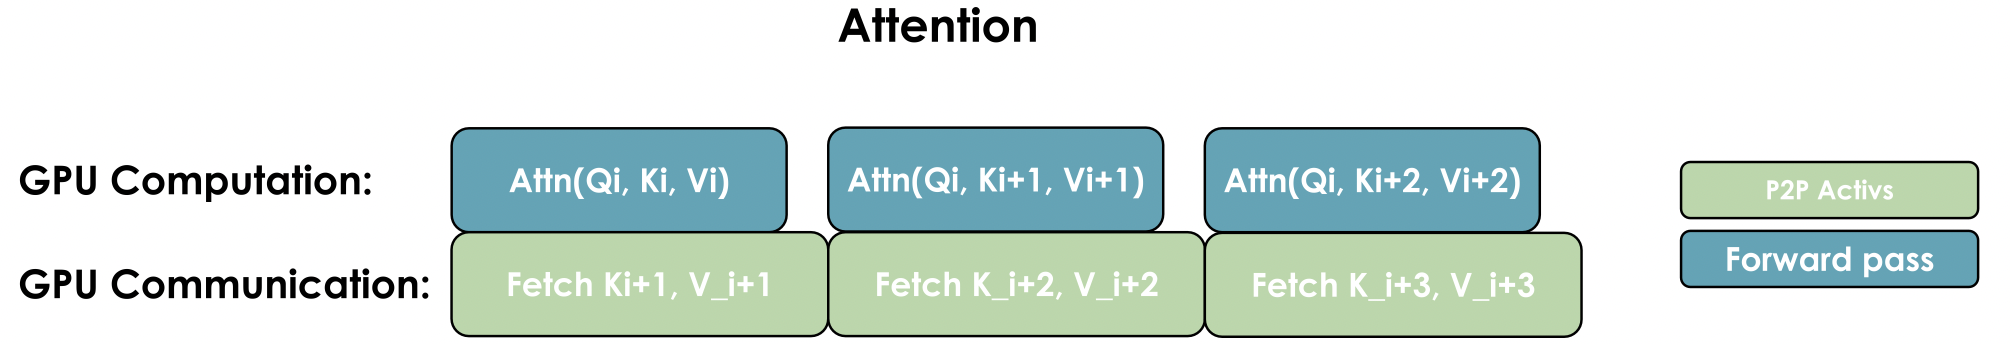 Attention
GPU Computation:
Attn(Qi, Ki, Vi)
Attn(Qi, Ki+1, Vi+1)
Attn(Qi, Ki+2, Vi+2)
P2P Activs
Forward pass
GPU Communication:
Fetch Ki+1, V_i+1
Fetch K_i+2, V_i+2
Fetch K_i+3, V_i+3